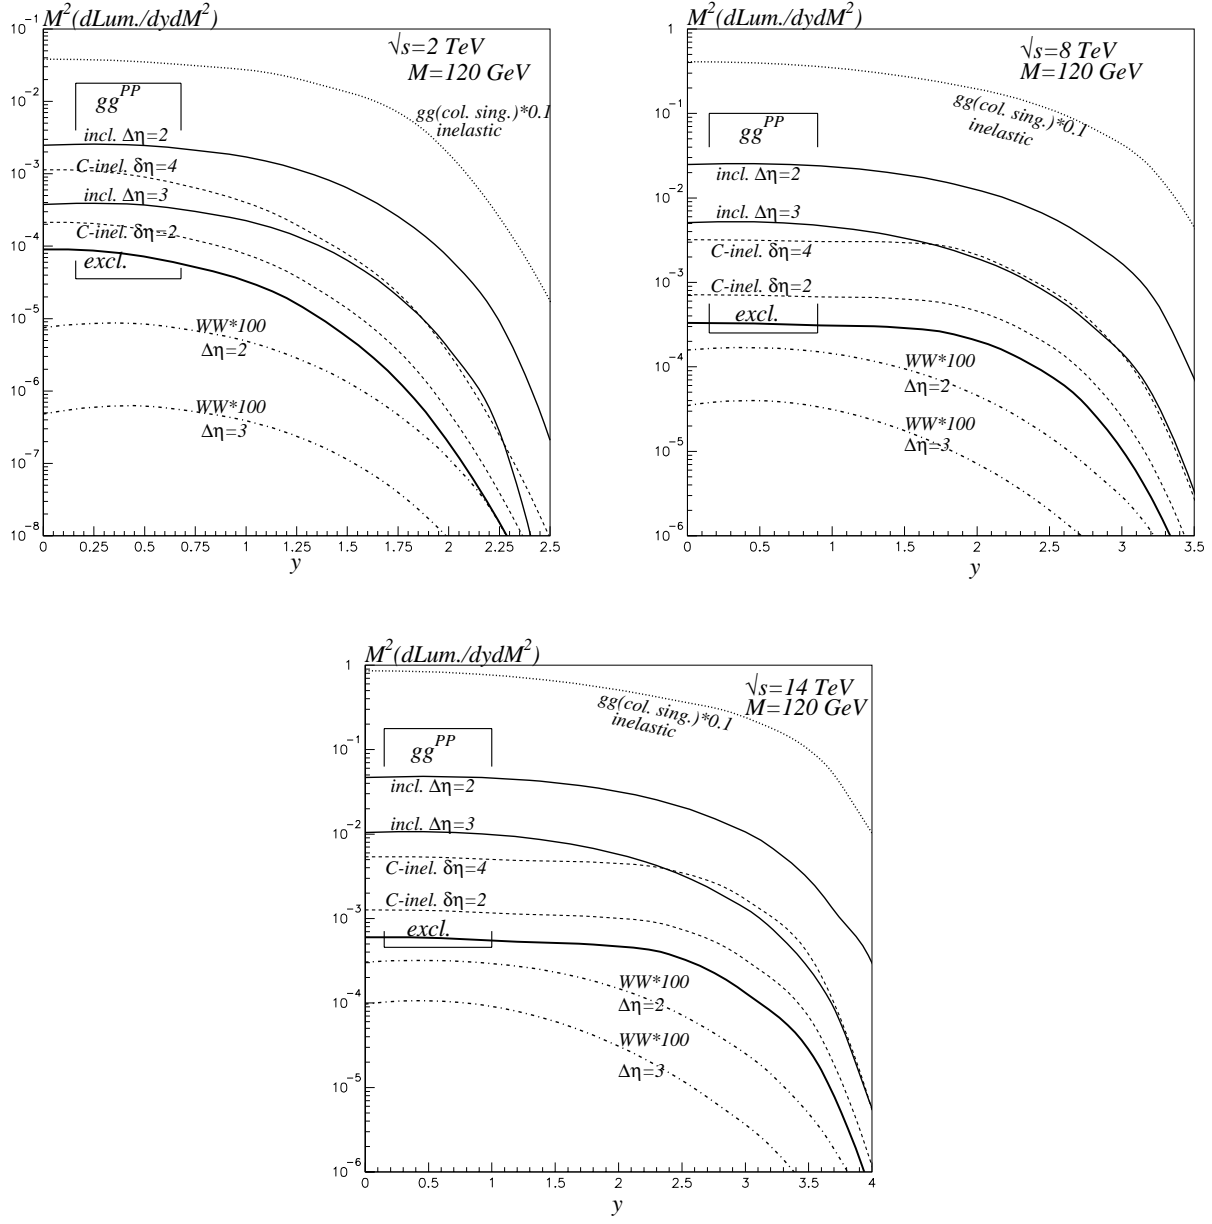 M²(dLum./dydM²)
√s=2 TeV
M=120 GeV
gg^PP
gg(col. sing.)*0.1
inelastic
incl. Δη=2
C-inel. δη=4
incl. Δη=3
C-inel. δη=2
excl.
WW*100
Δη=2
WW*100
Δη=3
10⁻¹
10⁻²
10⁻³
10⁻⁴
10⁻⁵
10⁻⁶
10⁻⁷
10⁻⁸
0 0.25 0.5 0.75 1 1.25 1.5 1.75 2 2.25 2.5
y
M²(dLum./dydM²)
√s=8 TeV
M=120 GeV
gg(col. sing.)*0.1
inelastic
gg^PP
incl. Δη=2
incl. Δη=3
C-inel. δη=4
C-inel. δη=2
excl.
WW*100
Δη=2
WW*100
Δη=3
1
10⁻¹
10⁻²
10⁻³
10⁻⁴
10⁻⁵
10⁻⁶
0 0.5 1 1.5 2 2.5 3 3.5
y
M²(dLum./dydM²)
√s=14 TeV
M=120 GeV
gg(col. sing.)*0.1
inelastic
gg^PP
incl. Δη=2
incl. Δη=3
C-inel. δη=4
C-inel. δη=2
excl.
WW*100
Δη=2
WW*100
Δη=3
1
10⁻¹
10⁻²
10⁻³
10⁻⁴
10⁻⁵
10⁻⁶
0 0.5 1 1.5 2 2.5 3 3.5 4
y